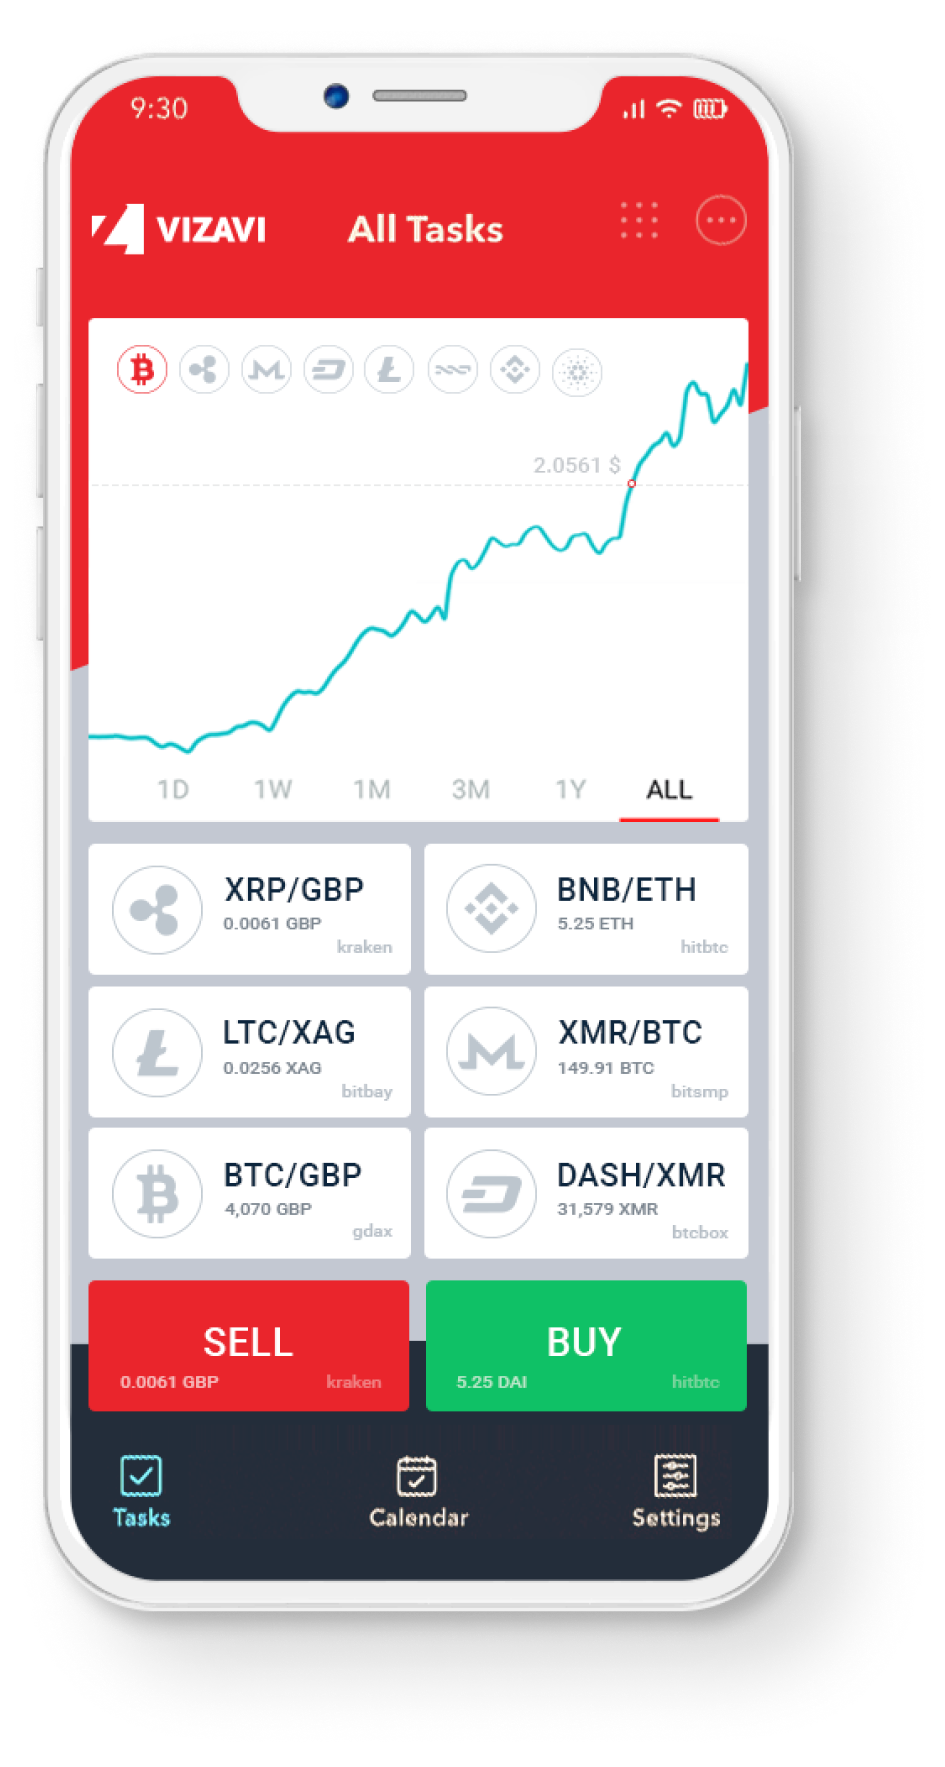 9:30
VIZAVI
All Tasks
2.0561 $
1D 1W 1M 3M 1Y ALL
XRP/GBP
0.0061 GBP
kraken
BNB/ETH
5.25 ETH
hitbtc
LTC/XAG
0.0256 XAG
bitbay
XMR/BTC
149.91 BTC
bitsmp
BTC/GBP
4,070 GBP
gdax
DASH/XMR
31,579 XMR
btcbox
SELL
0.0061 GBP
kraken
BUY
5.25 DAI
hitbtc
Tasks
Calendar
Settings